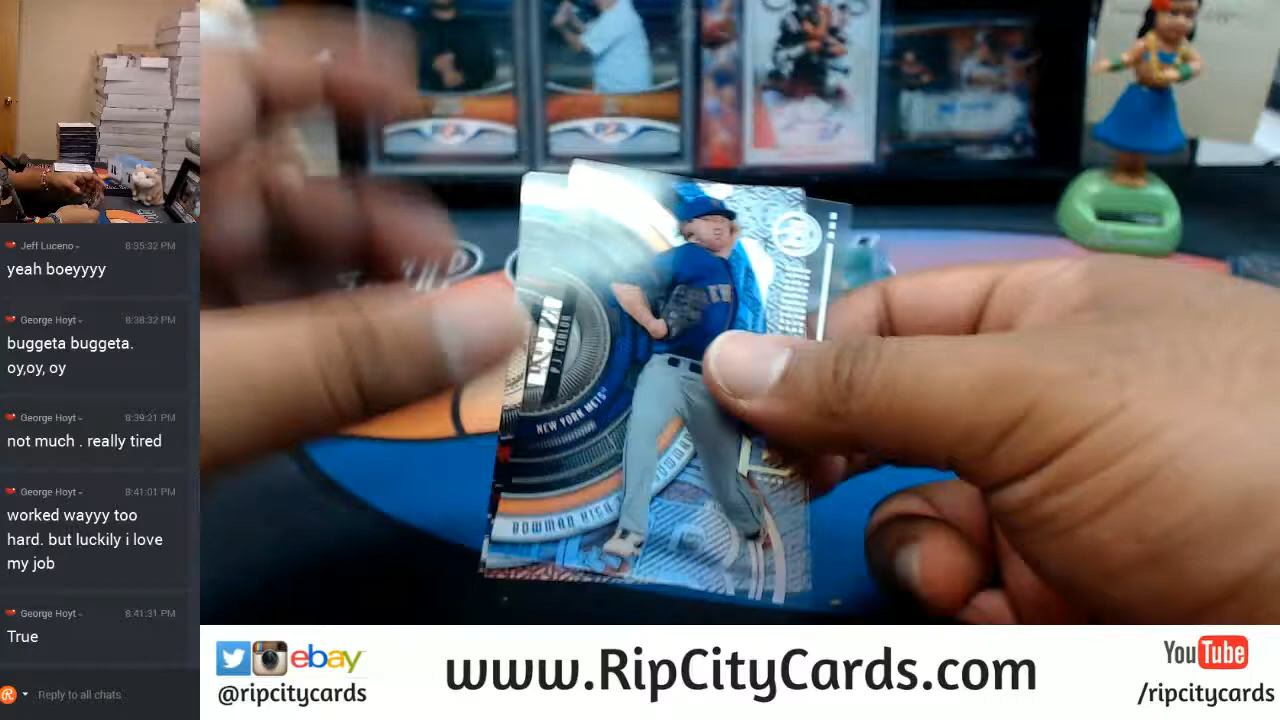 Jeff Luceno
8:35:32 PM
yeah boeyyyy
George Hoyt
8:38:32 PM
buggeta buggeta.
oy,oy, oy
George Hoyt
8:39:21 PM
not much . really tired
George Hoyt
8:41:01 PM
worked wayyy too
hard. but luckily i love
my job
George Hoyt
8:41:31 PM
True
Reply to all chats
PJ CONLON
NEW YORK METS
BOWMAN HIGH
ebay
@ripcitycards
www.RipCityCards.com
YouTube
/ripcitycards